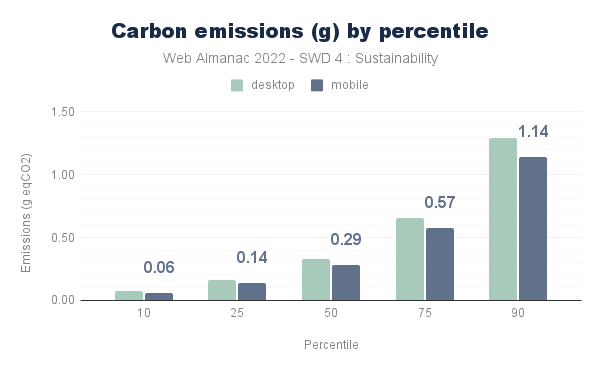 Carbon emissions (g) by percentile
Web Almanac 2022 - SWD 4 : Sustainability
desktop mobile
Emissions (g eqCO2)
1.50
1.00
0.50
0.00
0.06
0.14
0.29
0.57
1.14
10 25 50 75 90
Percentile